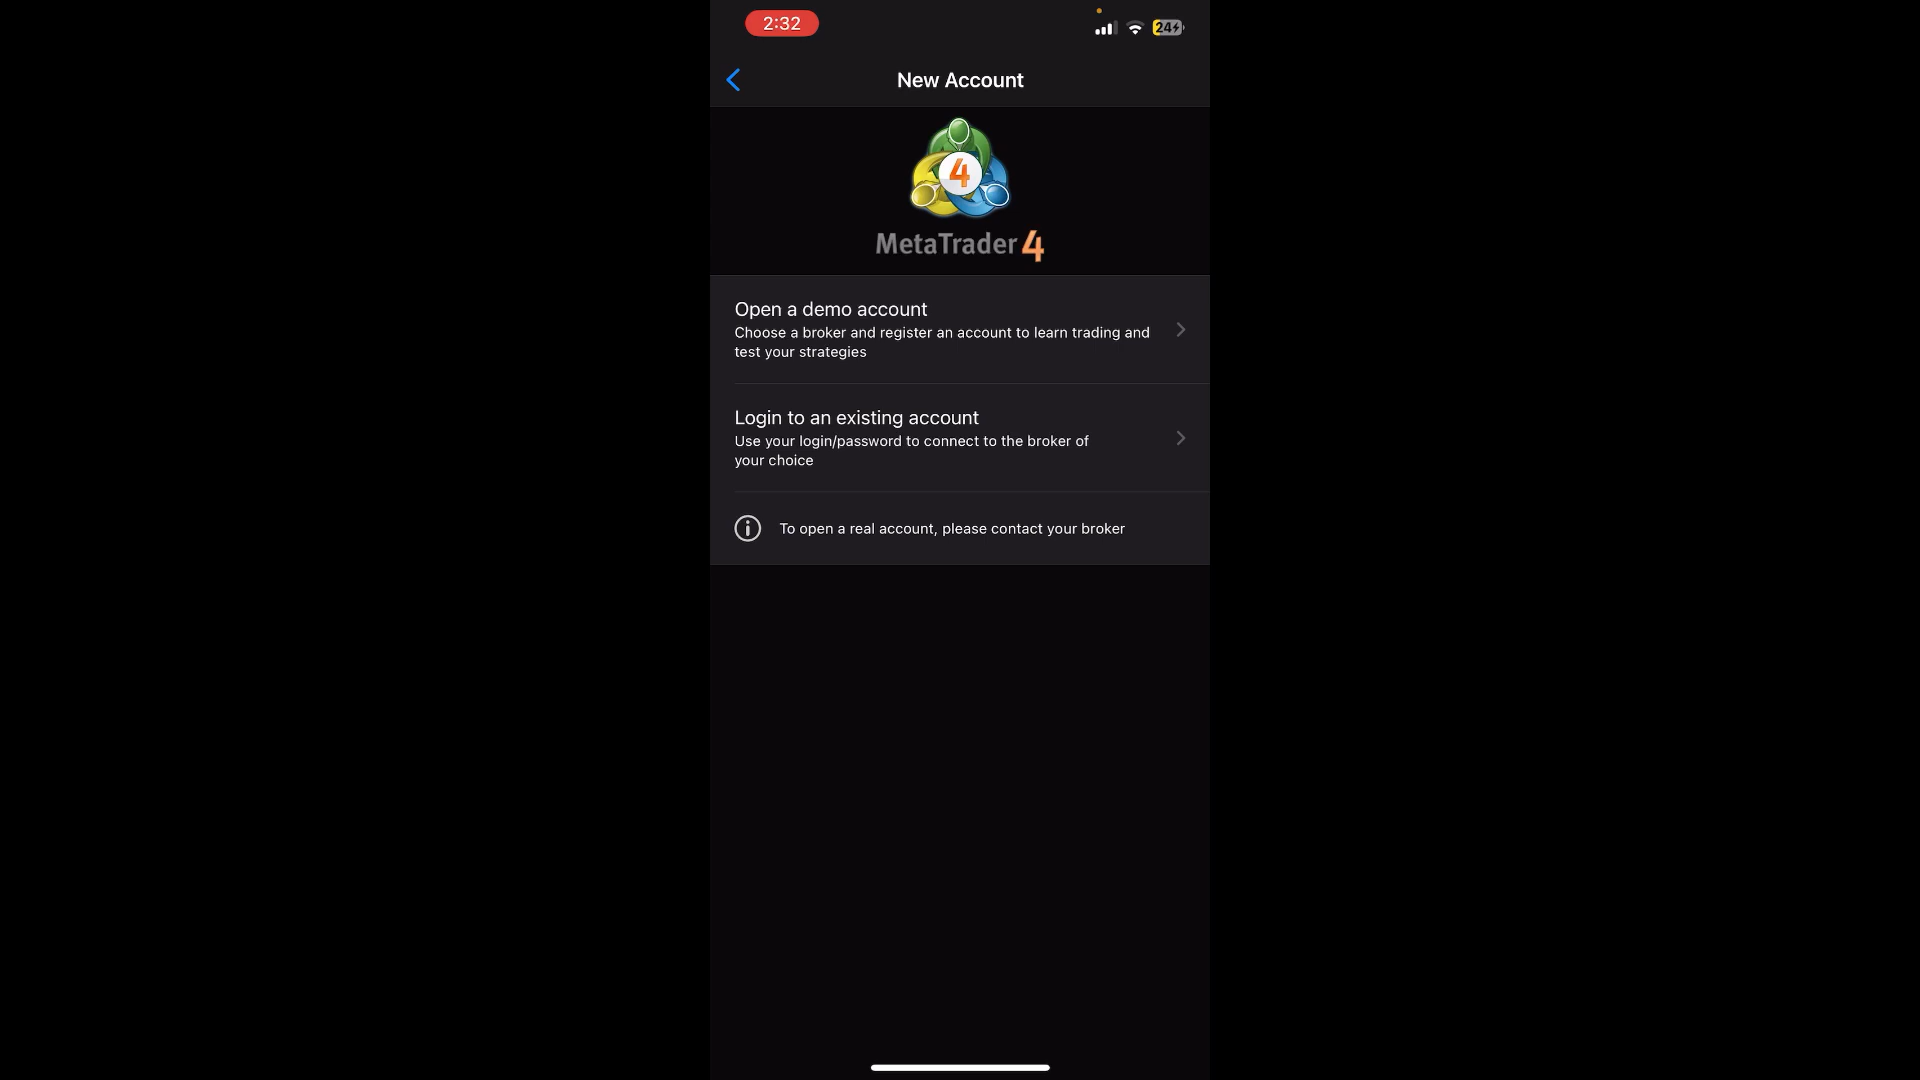 2:32
24
New Account
4
MetaTrader 4
Open a demo account
Choose a broker and register an account to learn trading and
test your strategies
Login to an existing account
Use your login/password to connect to the broker of
your choice
To open a real account, please contact your broker